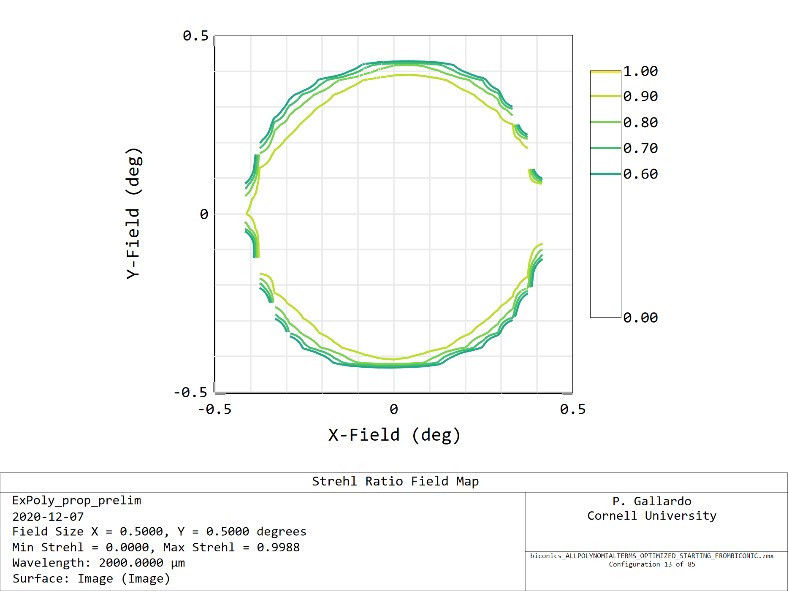 0.5
0
-0.5
-0.5
0
0.5
Y-Field (deg)
X-Field (deg)
1.00
0.90
0.80
0.70
0.60
0.00
Strehl Ratio Field Map
ExPoly_prop_prelim
2020-12-07
Field Size X = 0.5000, Y = 0.5000 degrees
Min Strehl = 0.0000, Max Strehl = 0.9988
Wavelength: 2000.0000 µm
Surface: Image (Image)
P. Gallardo
Cornell University
biconics_ALLPOLYNOMIALTERMS_OPTIMIZED_STARTING_FROMBICONIC.zmx
Configuration 13 of 85